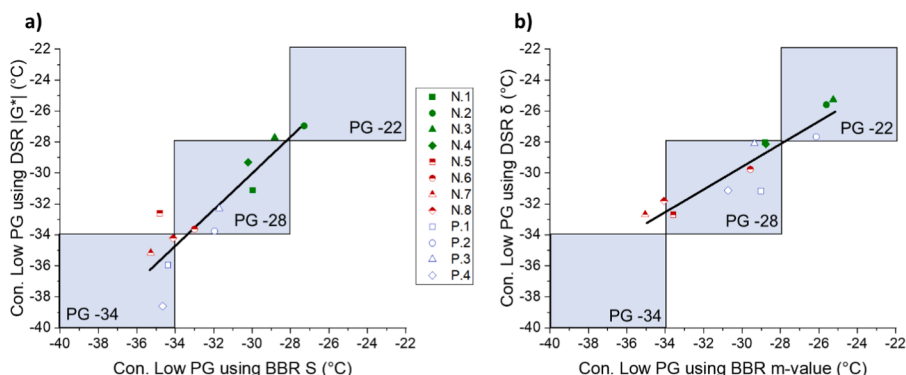 a)
-22
-24
-26
-28
-30
-32
-34
-36
-38
-40
Con. Low PG using DSR |G*| (°C)
PG -22
PG -28
PG -34
-40 -38 -36 -34 -32 -30 -28 -26 -24 -22
Con. Low PG using BBR S (°C)
N.1
N.2
N.3
N.4
N.5
N.6
N.7
N.8
P.1
P.2
P.3
P.4
b)
-22
-24
-26
-28
-30
-32
-34
-36
-38
-40
Con. Low PG using DSR δ (°C)
PG -22
PG -28
PG -34
-40 -38 -36 -34 -32 -30 -28 -26 -24 -22
Con. Low PG using BBR m-value (°C)